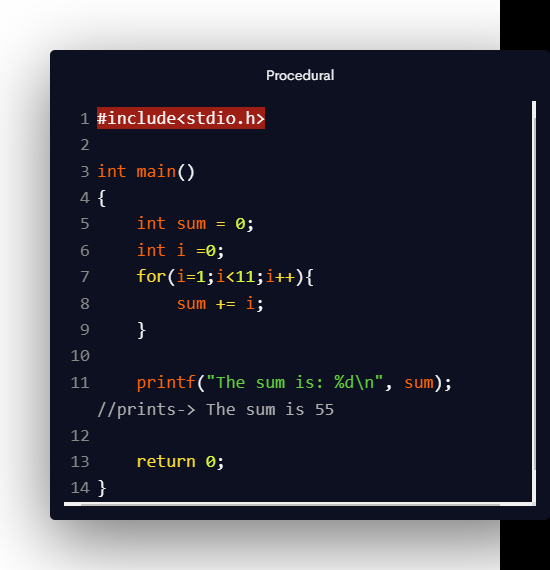 Procedural
1 #include<stdio.h>
2
3 int main()
4 {
5     int sum = 0;
6     int i =0;
7     for(i=1;i<11;i++){
8         sum += i;
9     }
10
11     printf("The sum is: %d\n", sum);
//prints-> The sum is 55
12
13     return 0;
14 }